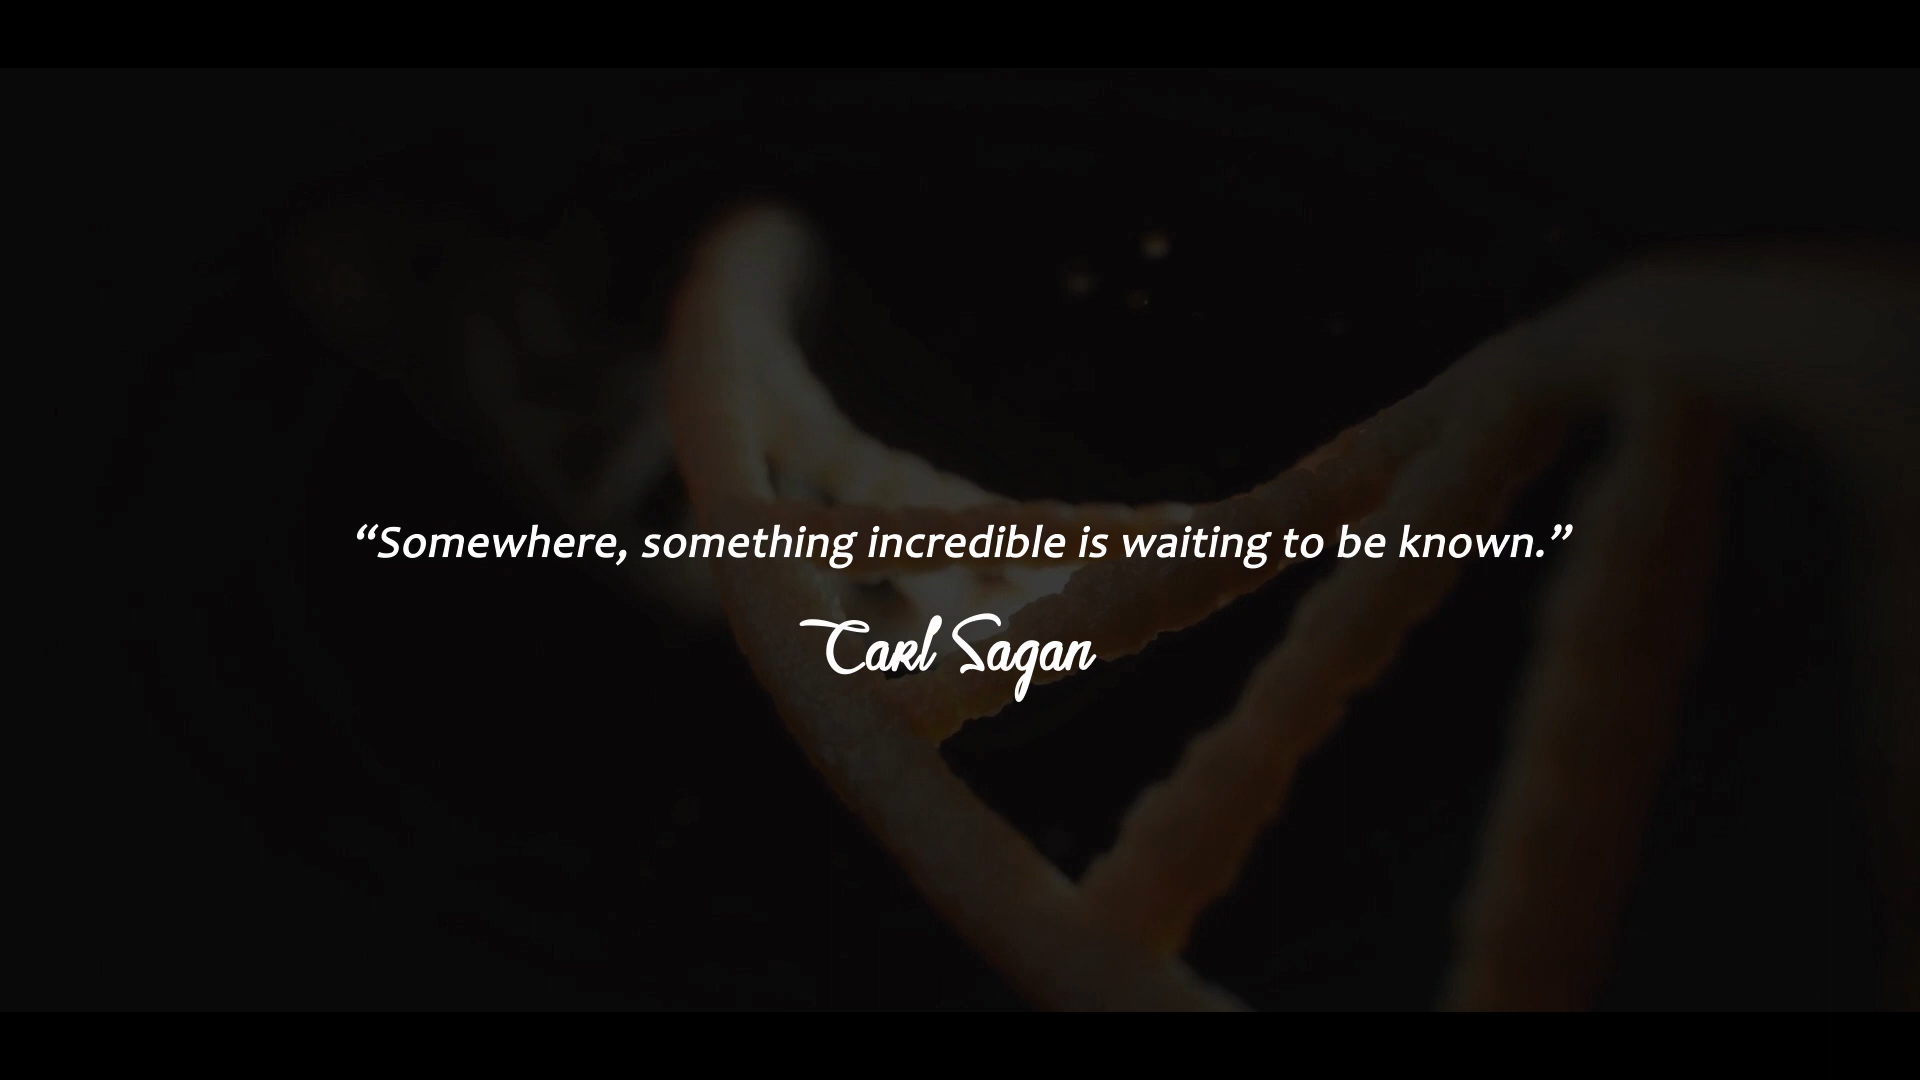 “Somewhere, something incredible is waiting to be known.”
Carl Sagan